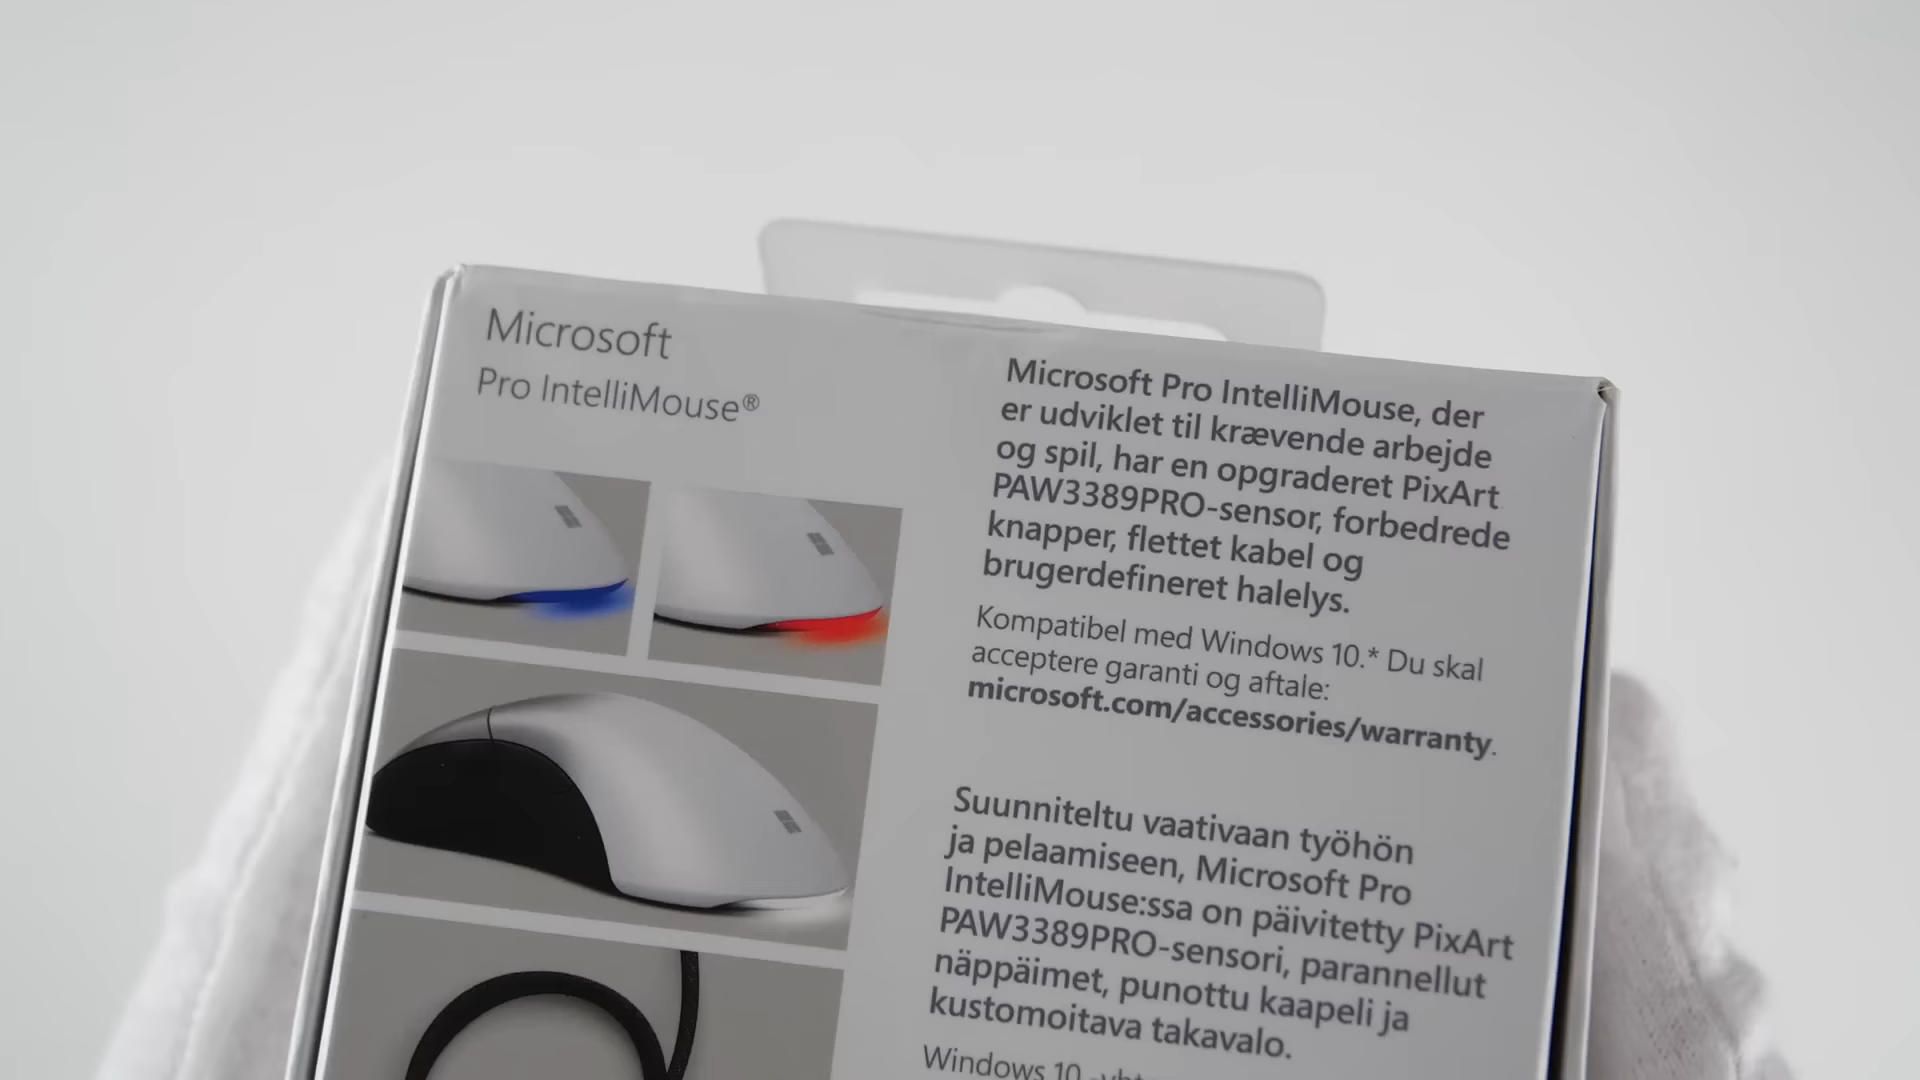 Microsoft
Pro IntelliMouse®
Microsoft Pro IntelliMouse, der
er udviklet til krævende arbejde
og spil, har en opgraderet PixArt
PAW3389PRO-sensor, forbedrede
knapper, flettet kabel og
brugerdefineret halelys.
Kompatibel med Windows 10.* Du skal
acceptere garanti og aftale:
microsoft.com/accessories/warranty.
Suunniteltu vaativaan työhön
ja pelaamiseen, Microsoft Pro
IntelliMouse:ssa on päivitetty PixArt
PAW3389PRO-sensori, parannellut
näppäimet, punottu kaapeli ja
kustomoitava takavalo.
Windows 10